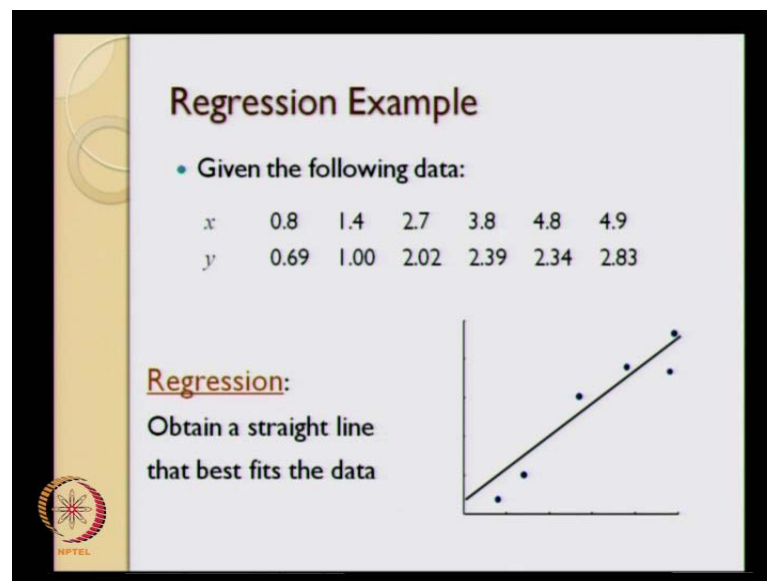 Regression Example
• Given the following data:
x 0.8 1.4 2.7 3.8 4.8 4.9
y 0.69 1.00 2.02 2.39 2.34 2.83
Regression:
Obtain a straight line
that best fits the data
NPTEL